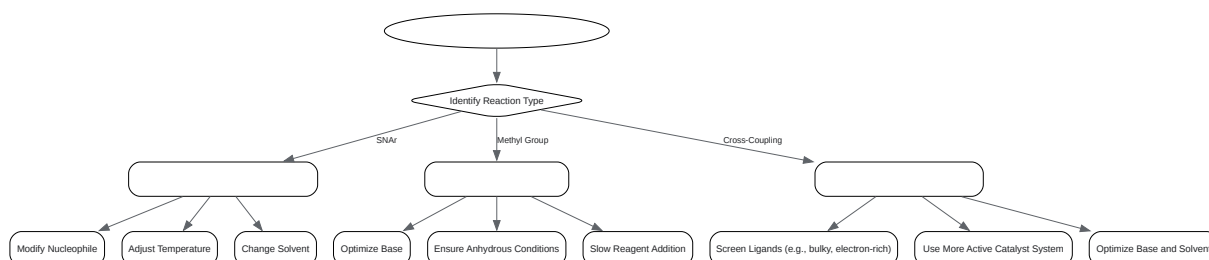 Identify Reaction Type
SNAr
Methyl Group
Cross-Coupling
Modify Nucleophile
Adjust Temperature
Change Solvent
Optimize Base
Ensure Anhydrous Conditions
Slow Reagent Addition
Screen Ligands (e.g., bulky, electron-rich)
Use More Active Catalyst System
Optimize Base and Solvent